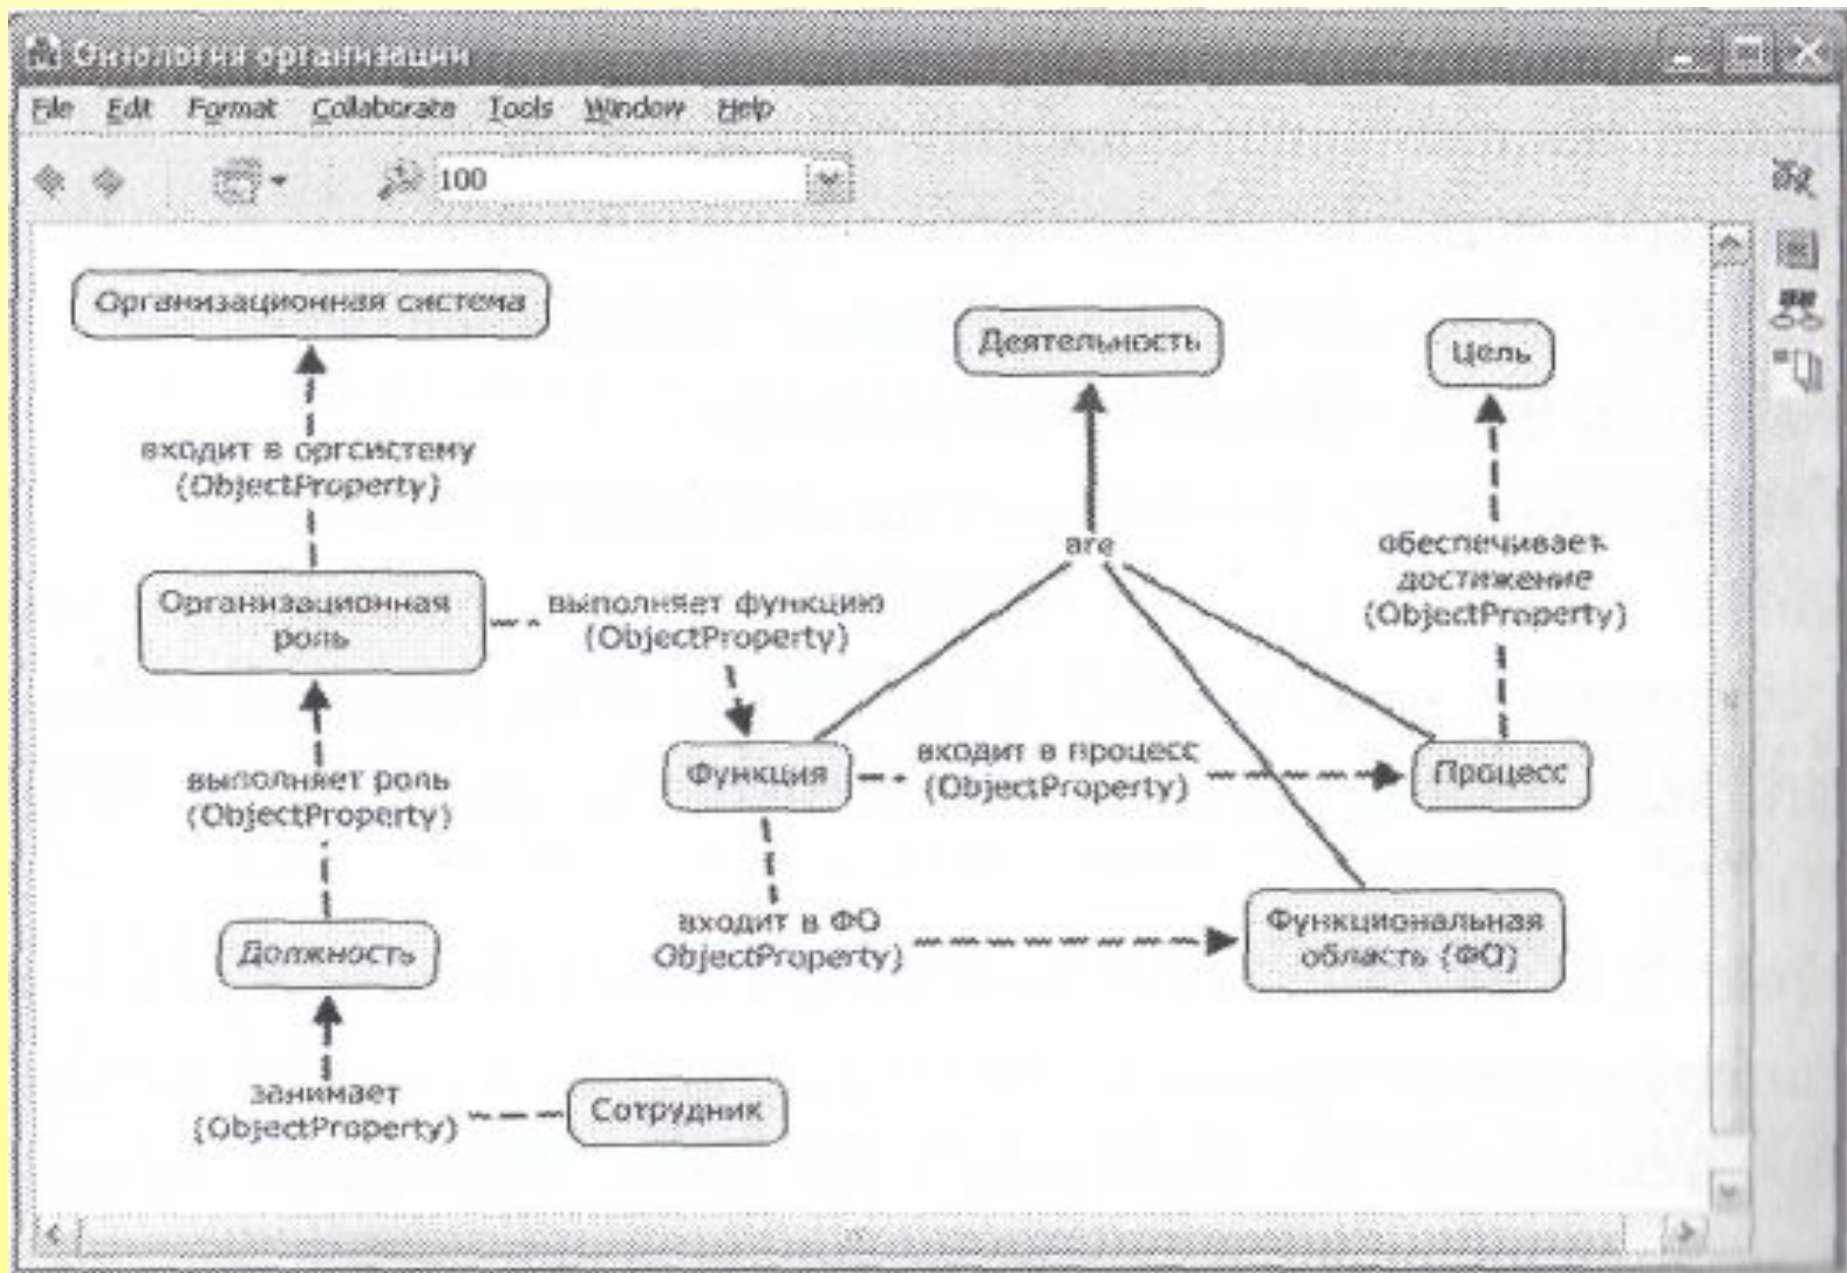 Онтология организации
File Edit Format Collaborate Tools Window Help
100
Организационная система
Деятельность
Цель
входит в оргсистему
(ObjectProperty)
are
обеспечивает
достижение
(ObjectProperty)
Организационная
роль
выполняет функцию
(ObjectProperty)
Функция
входит в процесс
(ObjectProperty)
Процесс
выполняет роль
(ObjectProperty)
входит в ФО
ObjectProperty)
Функциональная
область (ФО)
Должность
занимает
(ObjectProperty)
Сотрудник